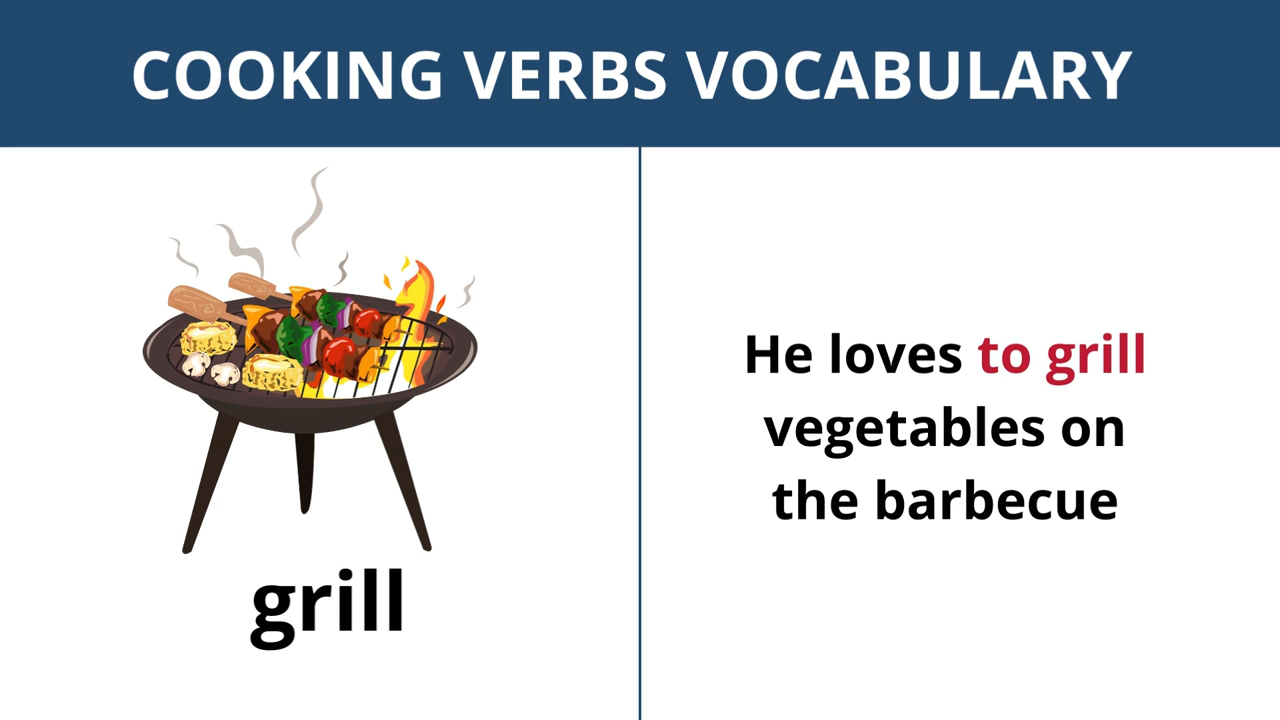 COOKING VERBS VOCABULARY
grill
He loves to grill
vegetables on
the barbecue